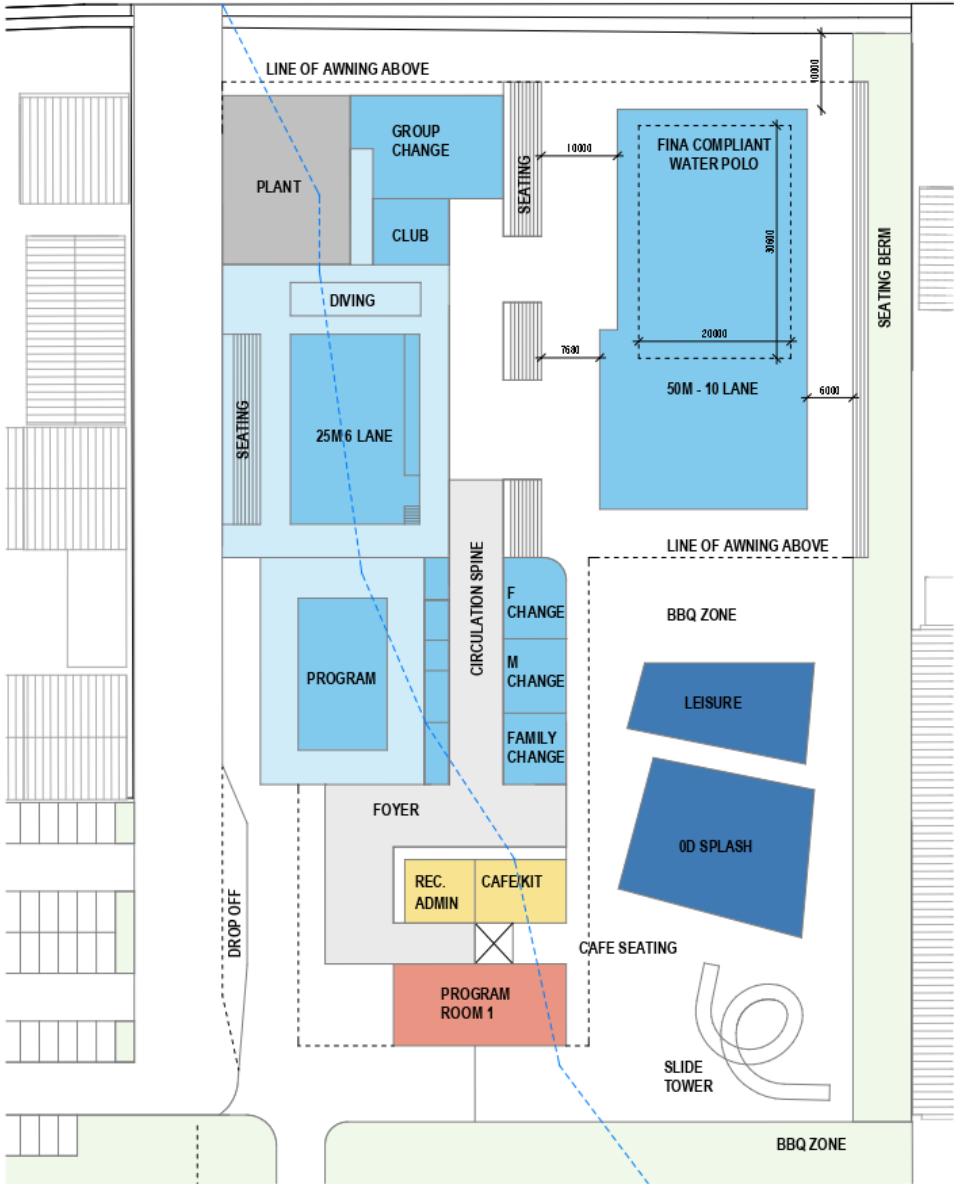 LINE OF AWNING ABOVE
10000
GROUP
CHANGE
FINA COMPLIANT
WATER POLO
10000
PLANT
SEATING
CLUB
30600
SEATING BERM
DIVING
20000
7680
50M - 10 LANE
6000
SEATING
25M 6 LANE
LINE OF AWNING ABOVE
CIRCULATION SPINE
F
CHANGE
BBQ ZONE
M
CHANGE
PROGRAM
LEISURE
FAMILY
CHANGE
FOYER
0D SPLASH
REC.
ADMIN
CAFE/KIT
DROP OFF
CAFE SEATING
PROGRAM
ROOM 1
SLIDE
TOWER
BBQ ZONE